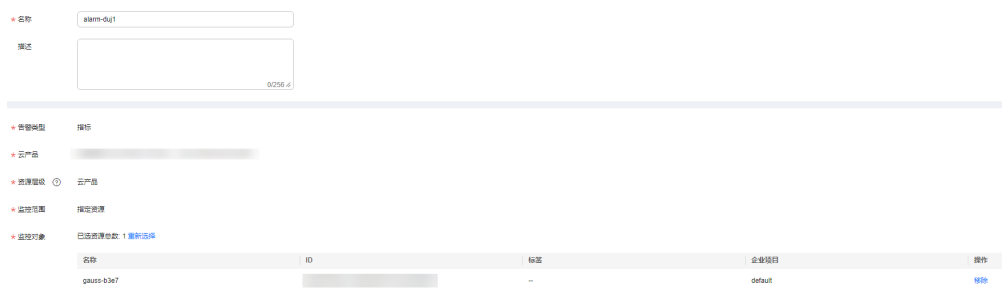 * 名称 alarm-duj1
描述
0/256
* 告警类型 指标
* 云产品
* 资源层级 ? 云产品
* 监控范围 指定资源
* 监控对象 已选资源总数: 1 重新选择
名称 ID 标签 企业项目 操作
gauss-b3e7 -- default 移除